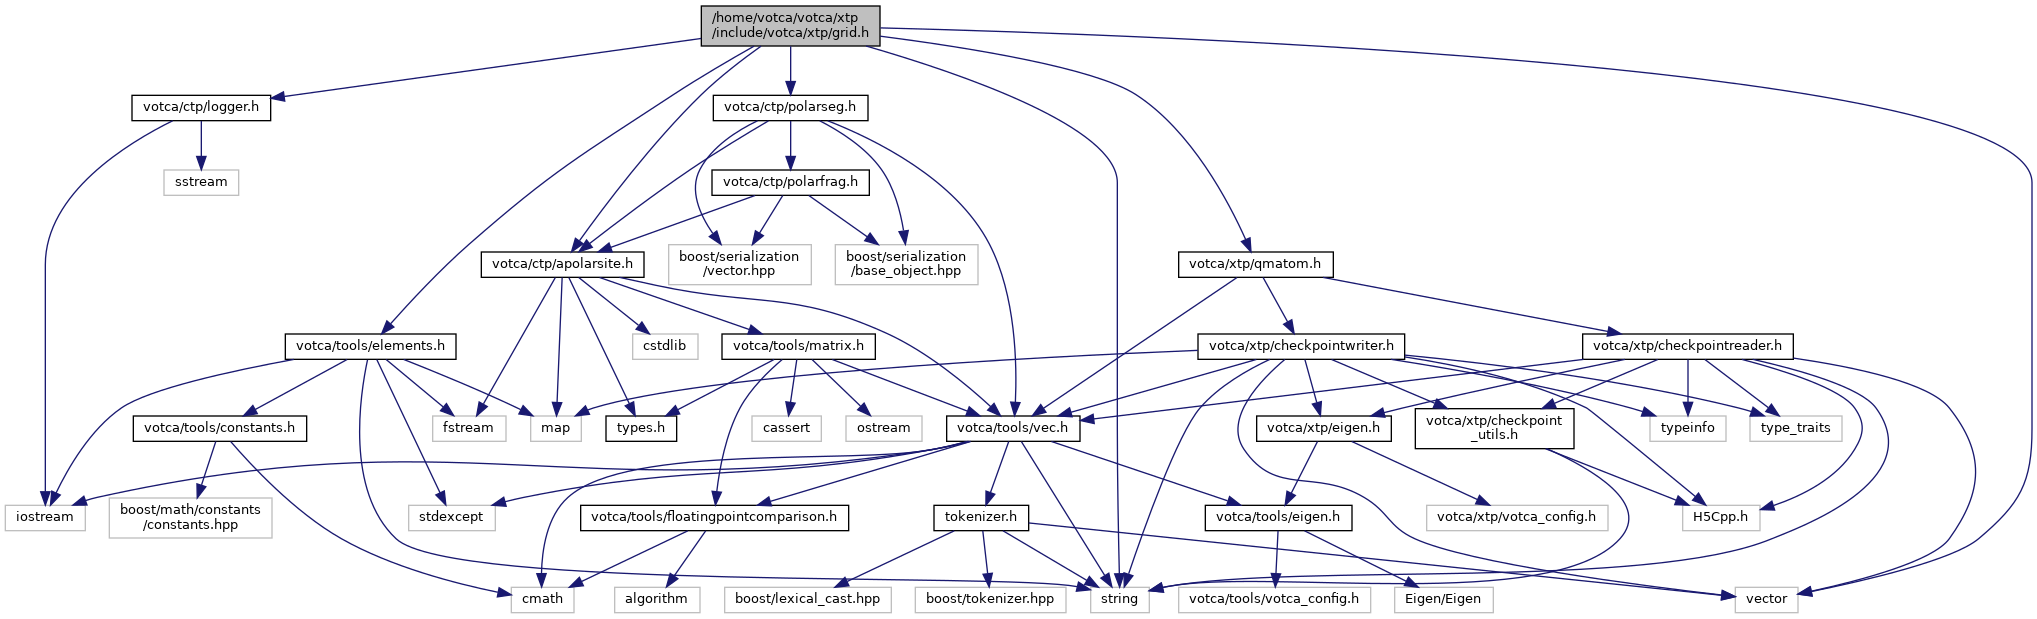 /home/votca/votca/xtp
/include/votca/xtp/grid.h
votca/ctp/logger.h
votca/ctp/polarseg.h
sstream
votca/ctp/polarfrag.h
votca/ctp/apolarsite.h
boost/serialization
/vector.hpp
boost/serialization
/base_object.hpp
votca/xtp/qmatom.h
votca/tools/elements.h
cstdlib
votca/tools/matrix.h
votca/xtp/checkpointwriter.h
votca/xtp/checkpointreader.h
votca/tools/constants.h
fstream
map
types.h
cassert
ostream
votca/tools/vec.h
votca/xtp/eigen.h
votca/xtp/checkpoint
_utils.h
typeinfo
type_traits
iostream
boost/math/constants
/constants.hpp
stdexcept
votca/tools/floatingpointcomparison.h
tokenizer.h
votca/tools/eigen.h
votca/xtp/votca_config.h
H5Cpp.h
cmath
algorithm
boost/lexical_cast.hpp
boost/tokenizer.hpp
string
votca/tools/votca_config.h
Eigen/Eigen
vector